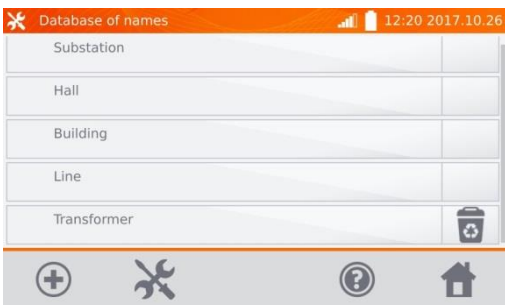 Database of names 12:20 2017.10.26
Substation
Hall
Building
Line
Transformer